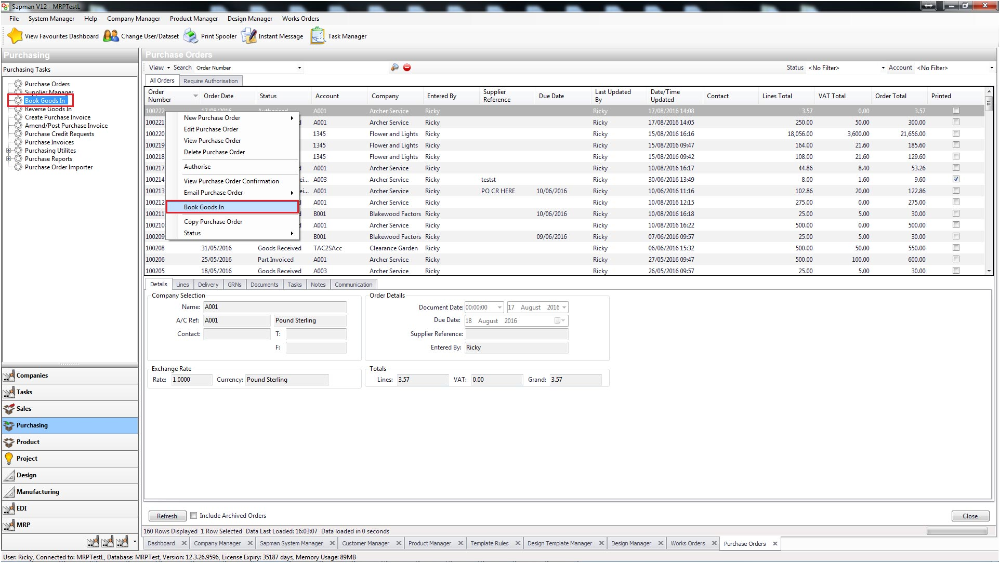 Sapman V12 - MRPTestL
File System Manager Help Company Manager Product Manager Design Manager Works Orders
View Favourites Dashboard Change User/Dataset Print Spooler Instant Message Task Manager
Purchasing
Purchasing Tasks
Purchase Orders
Supplier Manager
Book Goods In
Reverse Goods In
Create Purchase Invoice
Amend/Post Purchase Invoice
Purchase Credit Requests
Purchase Invoices
Purchasing Utilites
Purchase Reports
Purchase Order Importer
Companies
Tasks
Sales
Purchasing
Product
Project
Design
Manufacturing
EDI
MRP
Purchase Orders
View Search Order Number Status <No Filter> Account <No Filter>
All Orders Require Authorisation
Order Number Order Date Status Account Company Entered By Supplier Reference Due Date Last Updated By Date/Time Updated Contact Lines Total VAT Total Order Total Printed
100222 17/08/2016 Authorised A001 Archer Service Ricky Ricky 17/08/2016 14:08 3.57 0.00 3.57
100221 d A001 Archer Service Ricky Ricky 17/08/2016 14:05 250.00 50.00 300.00
100220 1345 Flower and Lights Ricky Ricky 15/08/2016 16:16 18,056.00 3,600.00 21,656.00
100219 1345 Flower and Lights Ricky Ricky 15/08/2016 09:47 164.00 21.60 185.60
100218 1345 Flower and Lights Ricky Ricky 15/08/2016 09:42 108.00 21.60 129.60
100217 d A001 Archer Service Ricky Ricky 10/08/2016 16:17 44.86 8.40 53.26
100214 ei... A003 Archer Service Ricky testst Ricky 30/06/2016 13:49 8.00 1.60 9.60
100213 ei... A001 Archer Service Ricky PO CR HERE 10/06/2016 Ricky 10/06/2016 11:16 102.86 20.00 122.86
100212 d A001 Archer Service Ricky Ricky 10/08/2016 12:15 275.00 0.00 275.00
100211 d B001 Blakewood Factors Ricky 10/06/2016 Ricky 10/08/2016 16:18 25.00 5.00 30.00
100210 d A001 Archer Service Ricky Ricky 10/08/2016 16:22 500.00 0.00 500.00
100209 d B001 Blakewood Factors Ricky 09/06/2016 Ricky 07/06/2016 09:57 25.00 5.00 30.00
100208 31/05/2016 Goods Received TAC2SAcc Clearance Garden Ricky Ricky 06/06/2016 15:32 500.00 50.00 550.00
100206 25/05/2016 Part Invoiced A001 Archer Service Ricky Ricky 27/05/2016 09:47 500.00 100.00 600.00
100205 18/05/2016 Goods Received A003 Archer Service Ricky Ricky 26/05/2016 09:57 25.00 5.00 30.00
New Purchase Order
Edit Purchase Order
View Purchase Order
Delete Purchase Order
Authorise
View Purchase Order Confirmation
Email Purchase Order
Book Goods In
Copy Purchase Order
Status
Details Lines Delivery GRNs Documents Tasks Notes Communication
Company Selection
Name: A001
A/C Ref: A001 Pound Sterling
Contact: T:
F:
Order Details
Document Date: 00:00:00 17 August 2016
Due Date: 18 August 2016
Supplier Reference:
Entered By: Ricky
Exchange Rate
Rate: 1.0000 Currency: Pound Sterling
Totals
Lines: 3.57 VAT: 0.00 Grand: 3.57
Refresh Include Archived Orders Close
160 Rows Displayed 1 Row Selected Data Last Loaded: 16:03:07 Data loaded in 0 seconds
Dashboard Company Manager Sapman System Manager Customer Manager Product Manager Template Rules Design Template Manager Design Manager Works Orders Purchase Orders
User: Ricky, Connected to: MRPTestL, Database: MRPTest, Version: 12.3.26.9596, License Expiry: 35187 days, Memory Usage: 89MB